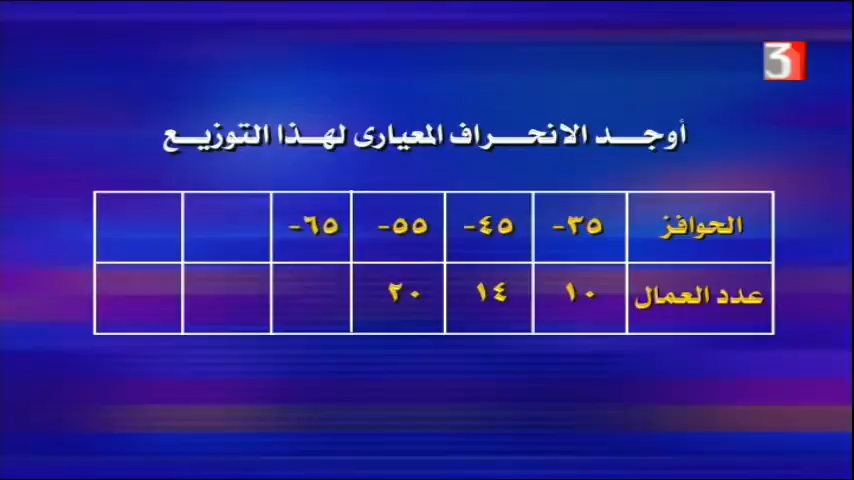 3
أوجد الانحراف المعيارى لهذا التوزيع
الحوافز ٣٥- ٤٥- ٥٥- ٦٥-
عدد العمال ١٠ ١٤ ٢٠